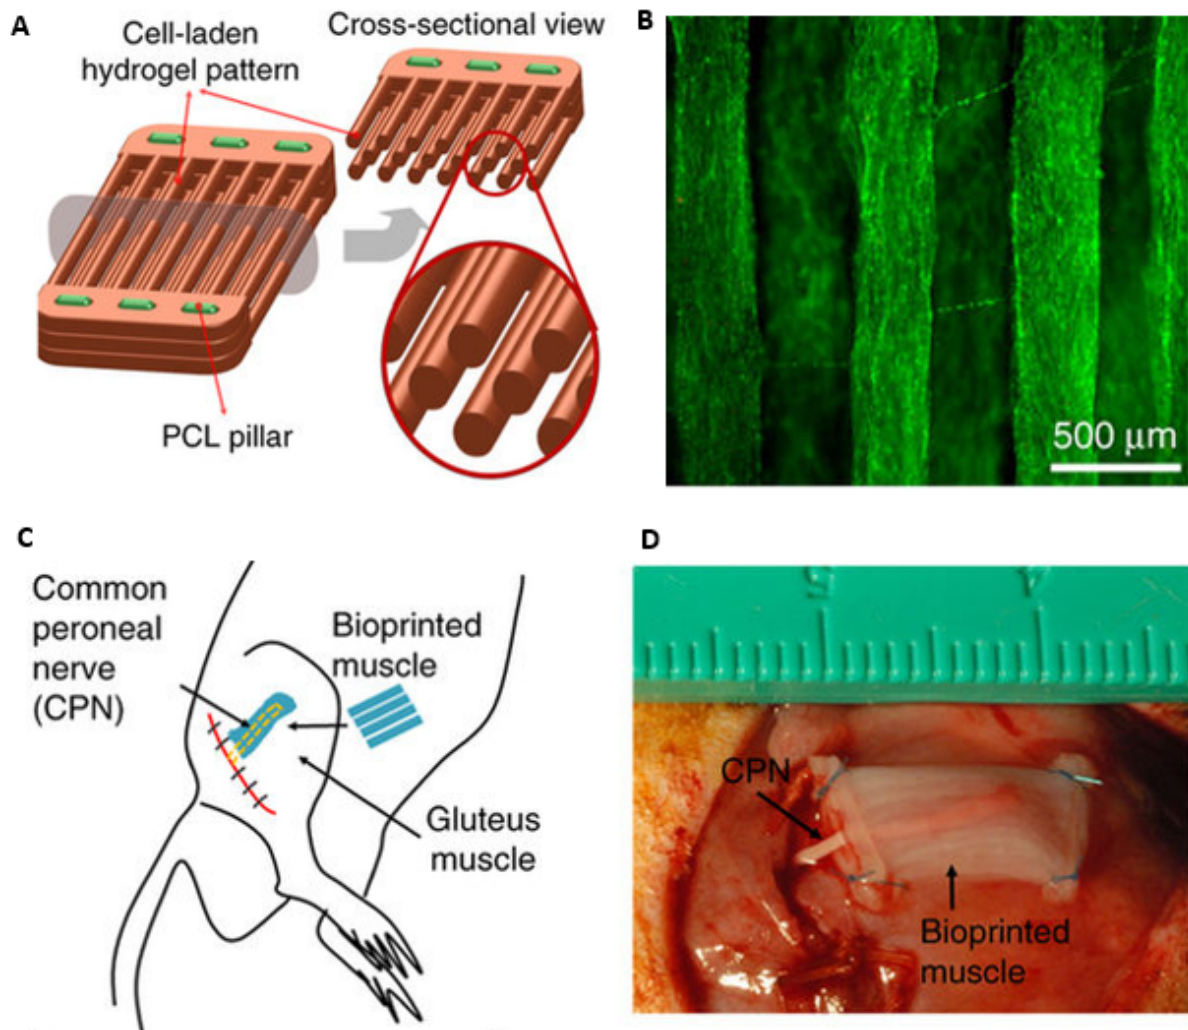 A
Cell-laden
hydrogel pattern
Cross-sectional view
PCL pillar
B
500 μm
C
Common
peroneal
nerve
(CPN)
Bioprinted
muscle
Gluteus
muscle
D
CPN
Bioprinted
muscle